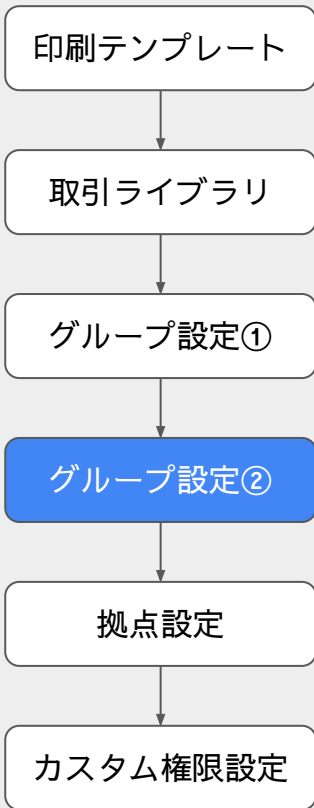 印刷テンプレート
取引ライブラリ
グループ設定①
グループ設定②
拠点設定
カスタム権限設定